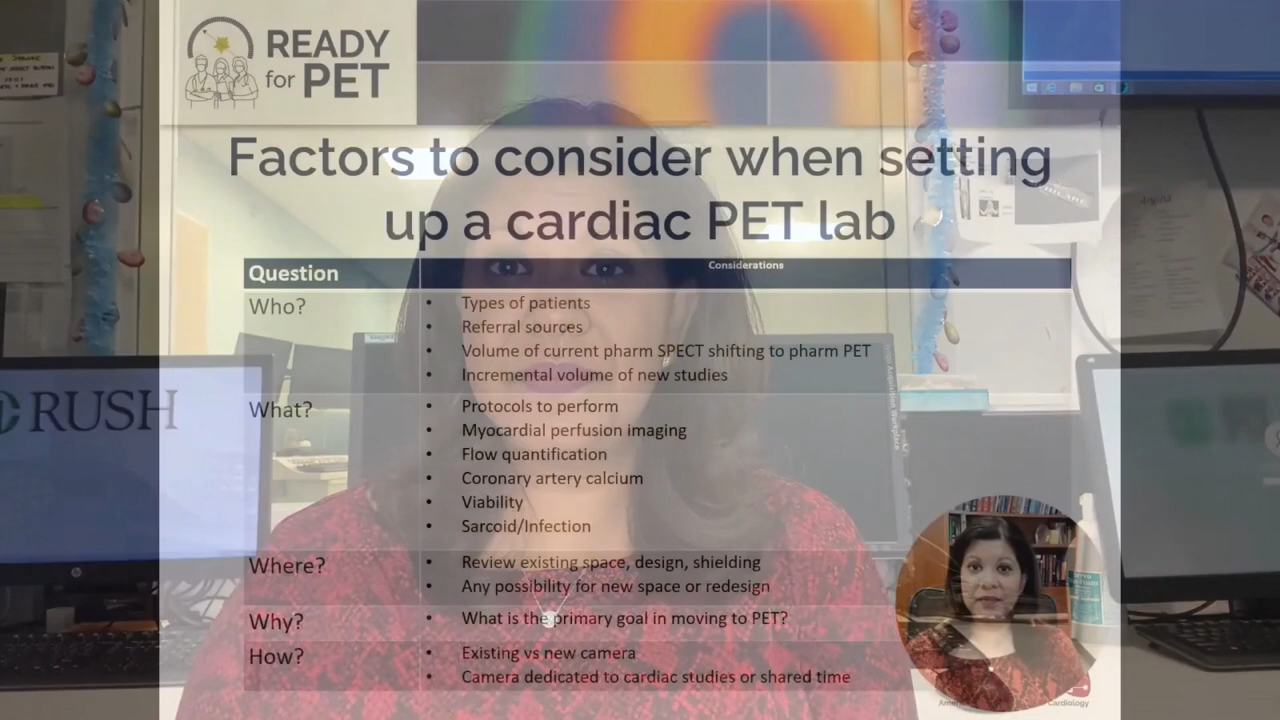 READY
for PET
Factors to consider when setting
up a cardiac PET lab
Question
Considerations
Who?
• Types of patients
• Referral sources
• Volume of current pharm SPECT shifting to pharm PET
• Incremental volume of new studies
What?
• Protocols to perform
• Myocardial perfusion imaging
• Flow quantification
• Coronary artery calcium
• Viability
• Sarcoid/Infection
Where?
• Review existing space, design, shielding
• Any possibility for new space or redesign
Why?
• What is the primary goal in moving to PET?
How?
• Existing vs new camera
• Camera dedicated to cardiac studies or shared time
RUSH
Angina
Cardiology